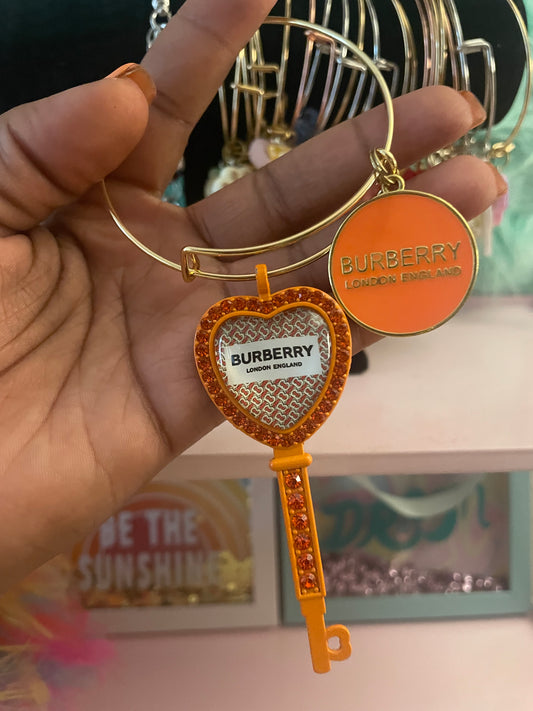 BURBERRY
LONDON ENGLAND
BURBERRY
LONDON ENGLAND
BE THE
SUNSHINE